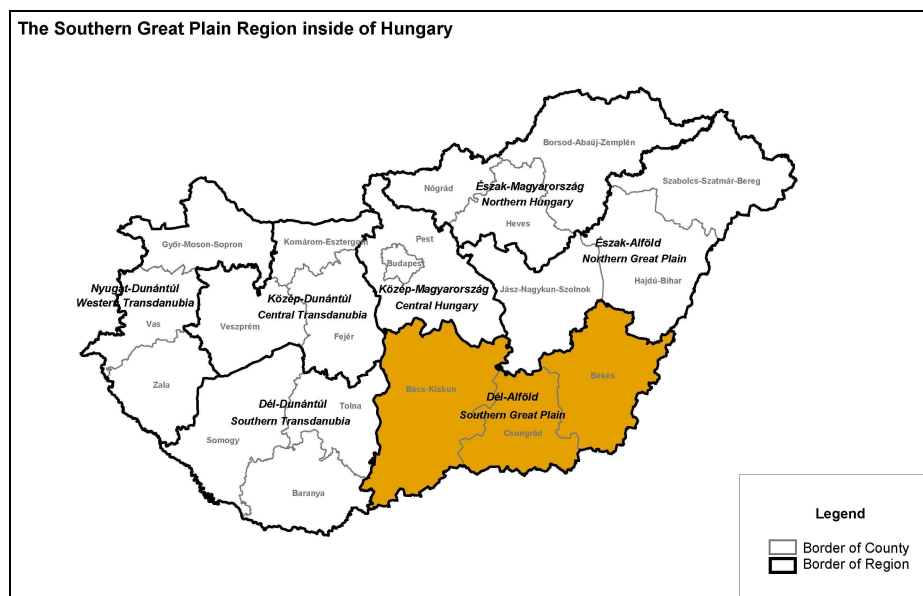 The Southern Great Plain Region inside of Hungary
Borsod-Abaúj-Zemplén
Szabolcs-Szatmár-Bereg
Nógrád
Észak-Magyarország
Northern Hungary
Heves
Győr-Moson-Sopron
Komárom-Esztergom
Pest
Budapest
Észak-Alföld
Northern Great Plain
Hajdú-Bihar
Jász-Nagykun-Szolnok
Nyugat-Dunántúl
Western Transdanubia
Vas
Veszprém
Közép-Dunántúl
Central Transdanubia
Fejér
Közép-Magyarország
Central Hungary
Zala
Bács-Kiskun
Békés
Dél-Alföld
Southern Great Plain
Csongrád
Dél-Dunántúl
Tolna
Southern Transdanubia
Somogy
Baranya
Legend
Border of County
Border of Region